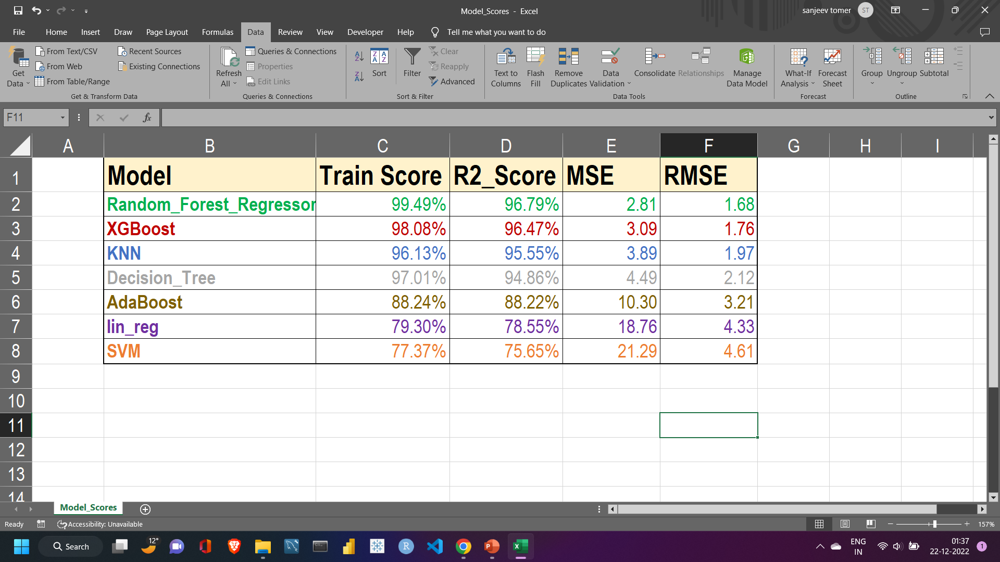 Model_Scores - Excel
sanjeev tomer ST
File Home Insert Draw Page Layout Formulas Data Review View Developer Help Tell me what you want to do
Get Data
From Text/CSV
From Web
From Table/Range
Recent Sources
Existing Connections
Get & Transform Data
Refresh All
Queries & Connections
Properties
Edit Links
Queries & Connections
Sort
Filter
Clear
Reapply
Advanced
Sort & Filter
Text to Columns
Flash Fill
Remove Duplicates
Data Validation
Consolidate
Relationships
Manage Data Model
Data Tools
What-If Analysis
Forecast Sheet
Forecast
Group
Ungroup
Subtotal
Outline
F11 fx
A B C D E F G H I
1 Model Train Score R2_Score MSE RMSE
2 Random_Forest_Regressor 99.49% 96.79% 2.81 1.68
3 XGBoost 98.08% 96.47% 3.09 1.76
4 KNN 96.13% 95.55% 3.89 1.97
5 Decision_Tree 97.01% 94.86% 4.49 2.12
6 AdaBoost 88.24% 88.22% 10.30 3.21
7 lin_reg 79.30% 78.55% 18.76 4.33
8 SVM 77.37% 75.65% 21.29 4.61
9
10
11
12
13
14
Model_Scores
Ready Accessibility: Unavailable 157%
Search 12° ENG IN 01:37 22-12-2022 1